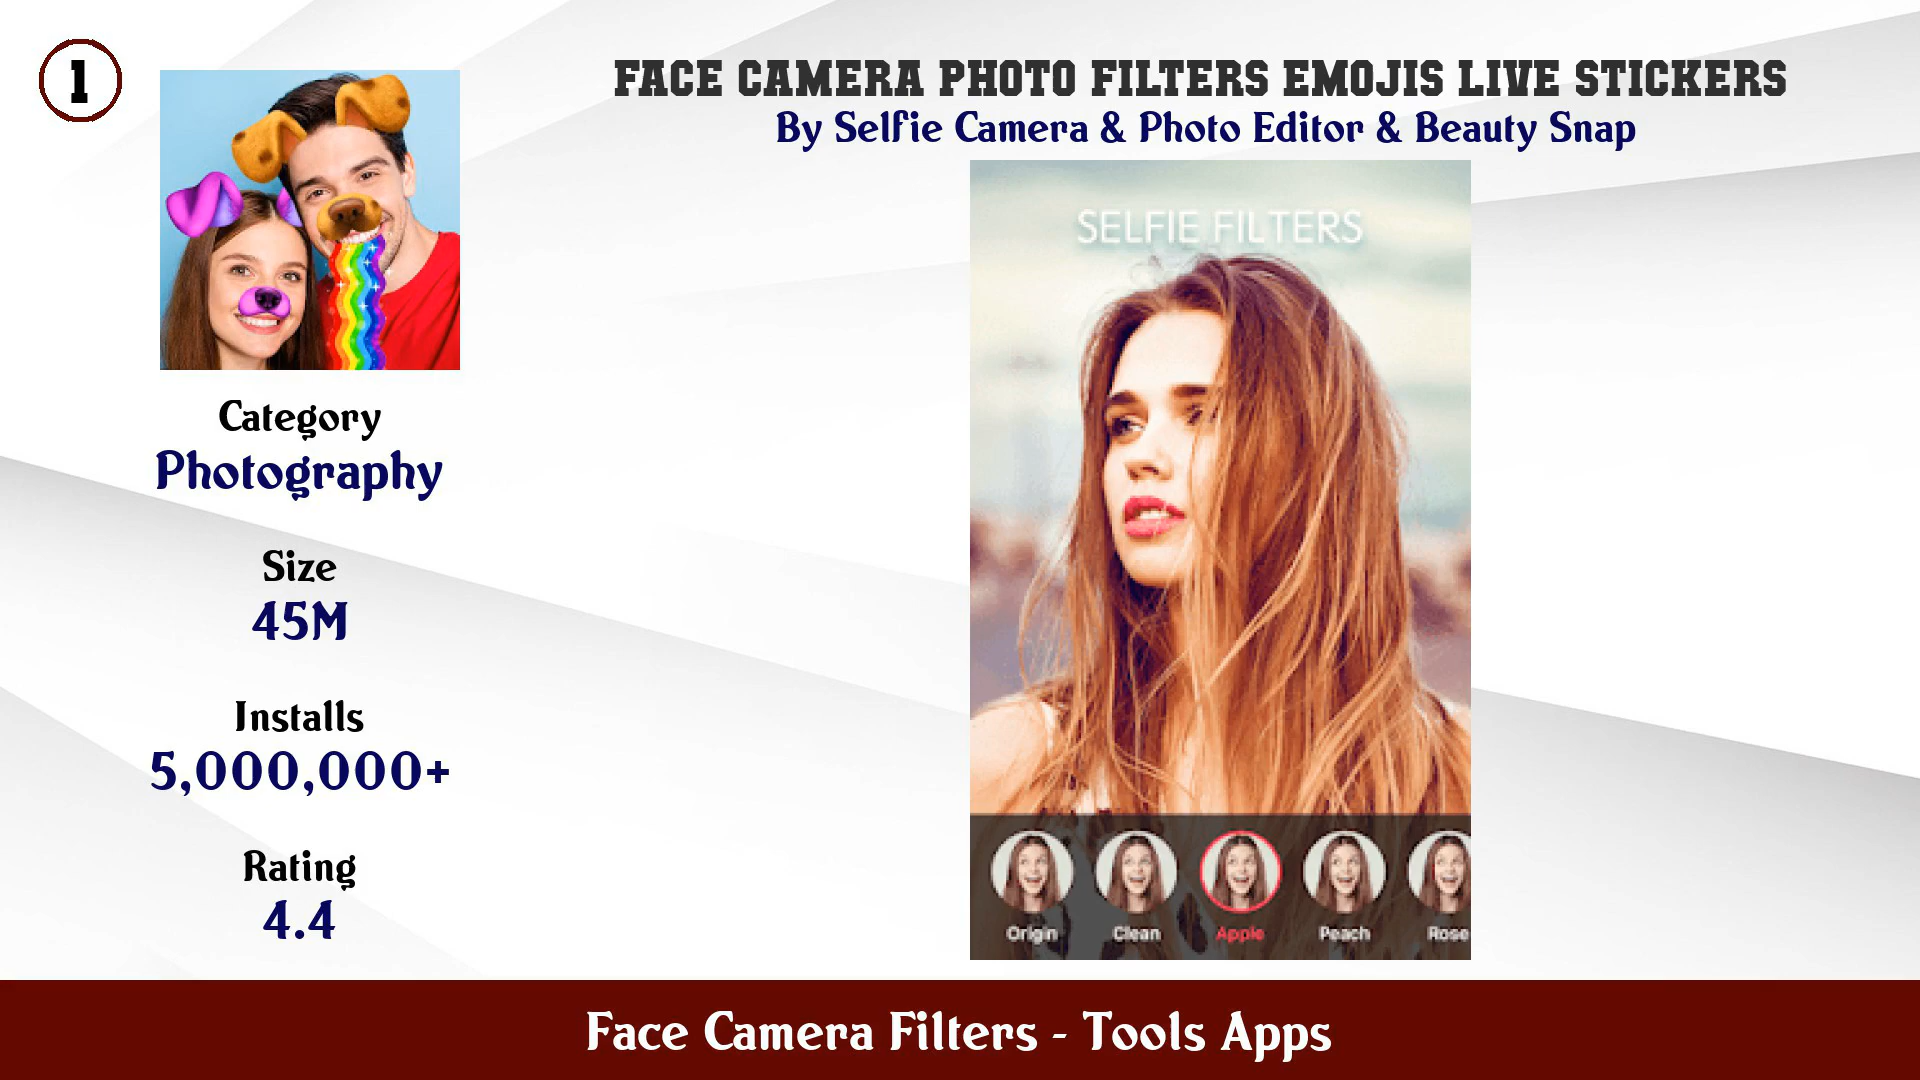 1
FACE CAMERA PHOTO FILTERS EMOJIS LIVE STICKERS
By Selfie Camera & Photo Editor & Beauty Snap
SELFIE FILTERS
Category
Photography
Size
45M
Installs
5,000,000+
Rating
4.4
Origin Clean Apple Peach Rose
Face Camera Filters - Tools Apps